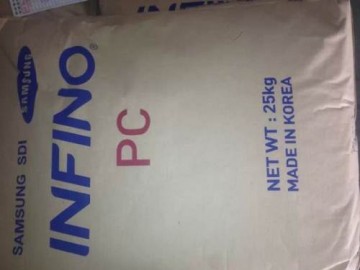 SAMSUNG
SAMSUNG SDI
INFINO®
PC
NET WT : 25kg
MADE IN KOREA